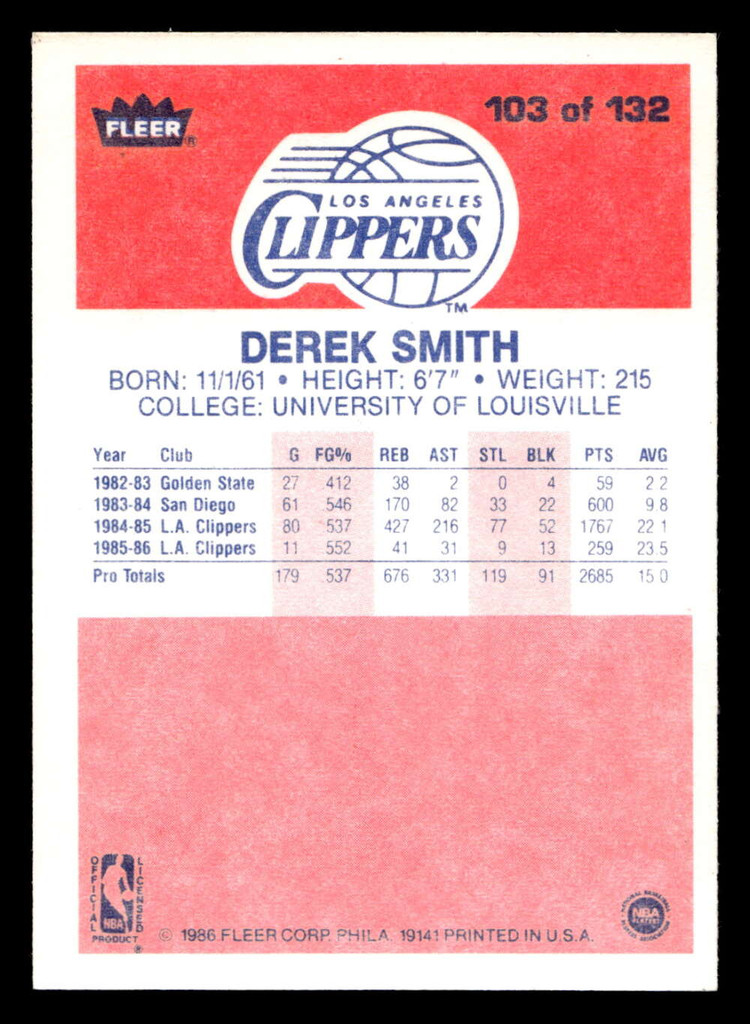 FLEER ®
103 of 132
LOS ANGELES
CLIPPERS
TM
DEREK SMITH
BORN: 11/1/61 • HEIGHT: 6'7" • WEIGHT: 215
COLLEGE: UNIVERSITY OF LOUISVILLE
Year Club G FG% REB AST STL BLK PTS AVG
1982-83 Golden State 27 .412 38 2 0 4 59 2.2
1983-84 San Diego 61 .546 170 82 33 22 600 9.8
1984-85 L.A. Clippers 80 .537 427 216 77 52 1767 22.1
1985-86 L.A. Clippers 11 .552 41 31 9 13 259 23.5
Pro Totals 179 .537 676 331 119 91 2685 15.0
OFFICIAL
LICENSED
NBA
PRODUCT ®
© 1986 FLEER CORP. PHILA. 19141 PRINTED IN U.S.A.
NATIONAL BASKETBALL
NBA
PLAYERS
PLAYERS ASSOCIATION